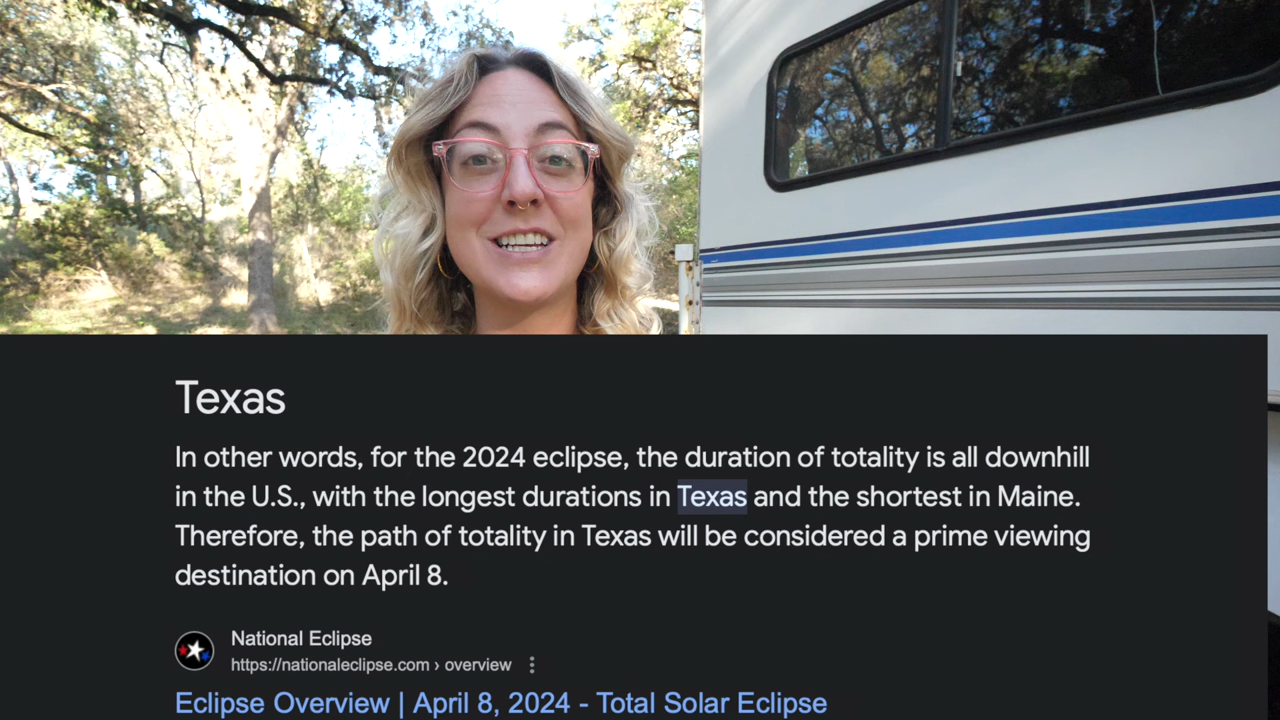 Texas
In other words, for the 2024 eclipse, the duration of totality is all downhill
in the U.S., with the longest durations in Texas and the shortest in Maine.
Therefore, the path of totality in Texas will be considered a prime viewing
destination on April 8.
National Eclipse
https://nationaleclipse.com › overview
Eclipse Overview | April 8, 2024 - Total Solar Eclipse